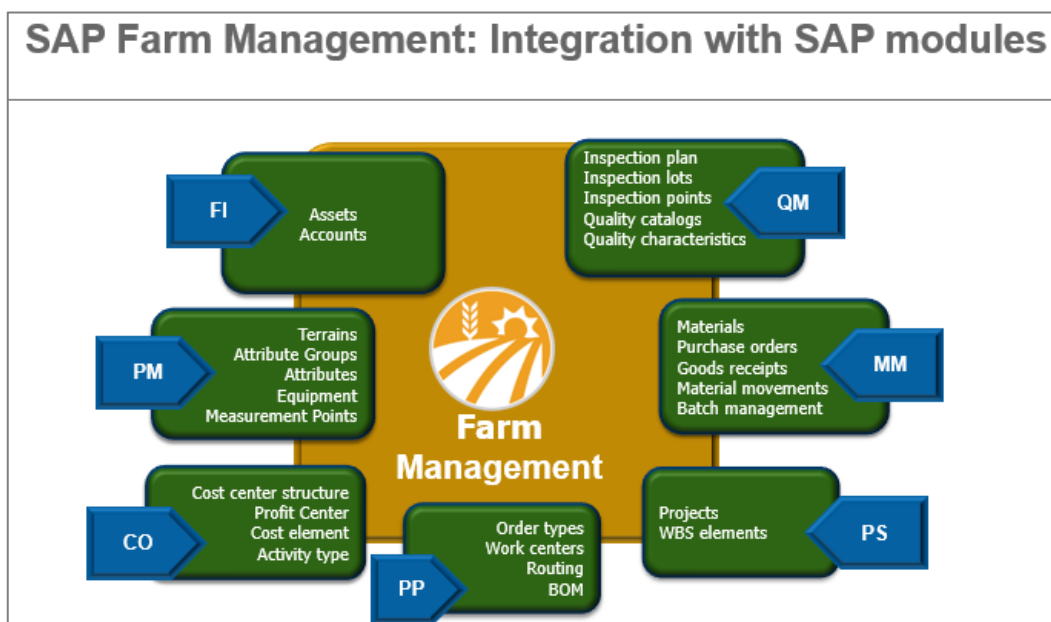 SAP Farm Management: Integration with SAP modules
FI
Assets
Accounts
Inspection plan
Inspection lots
Inspection points
Quality catalogs
Quality characteristics
QM
PM
Terrains
Attribute Groups
Attributes
Equipment
Measurement Points
Farm
Management
Materials
Purchase orders
Goods receipts
Material movements
Batch management
MM
CO
Cost center structure
Profit Center
Cost element
Activity type
PP
Order types
Work centers
Routing
BOM
Projects
WBS elements
PS